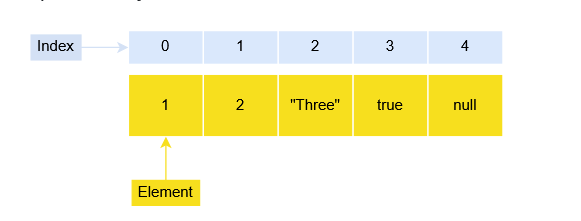 Index 0 1 2 3 4
1 2 "Three" true null
Element